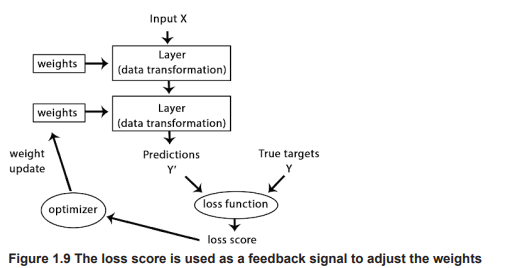 Input X
Layer
(data transformation)
weights
Layer
(data transformation)
weights
weight
update
Predictions
Y'
True targets
Y
optimizer
loss function
loss score
Figure 1.9 The loss score is used as a feedback signal to adjust the weights